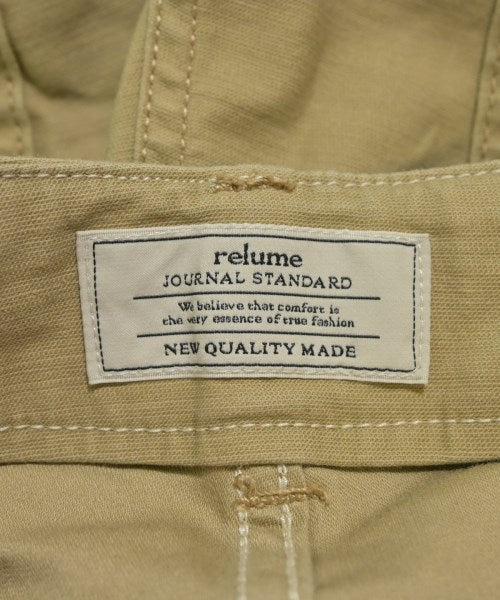 relume
JOURNAL STANDARD
We believe that comfort is
the very essence of true fashion
NEW QUALITY MADE